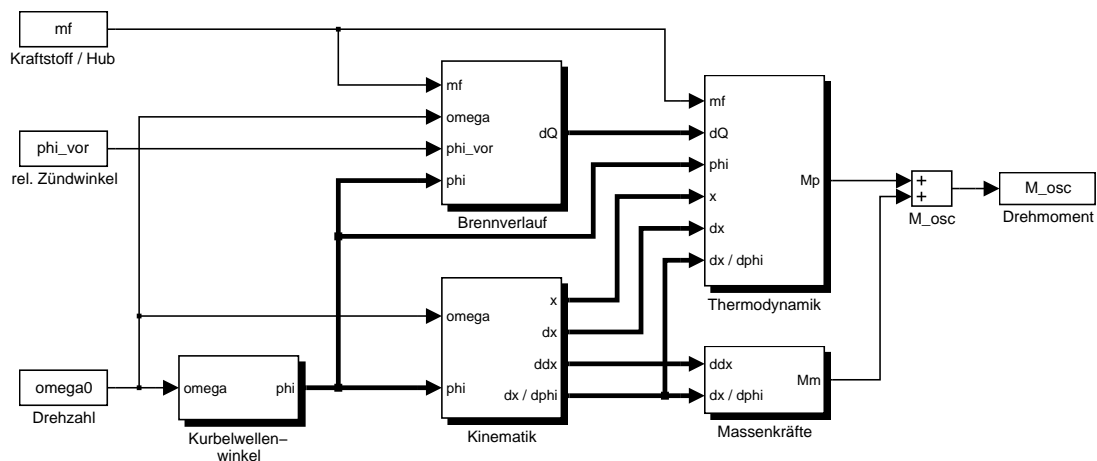 mf
Kraftstoff / Hub
phi_vor
rel. Zündwinkel
omega0
Drehzahl
omega
phi
Kurbelwellen−
winkel
mf
omega
phi_vor
phi
dQ
Brennverlauf
omega
phi
x
dx
ddx
dx / dphi
Kinematik
mf
dQ
phi
x
dx
dx / dphi
Mp
Thermodynamik
ddx
dx / dphi
Mm
Massenkräfte
+
+
M_osc
M_osc
Drehmoment